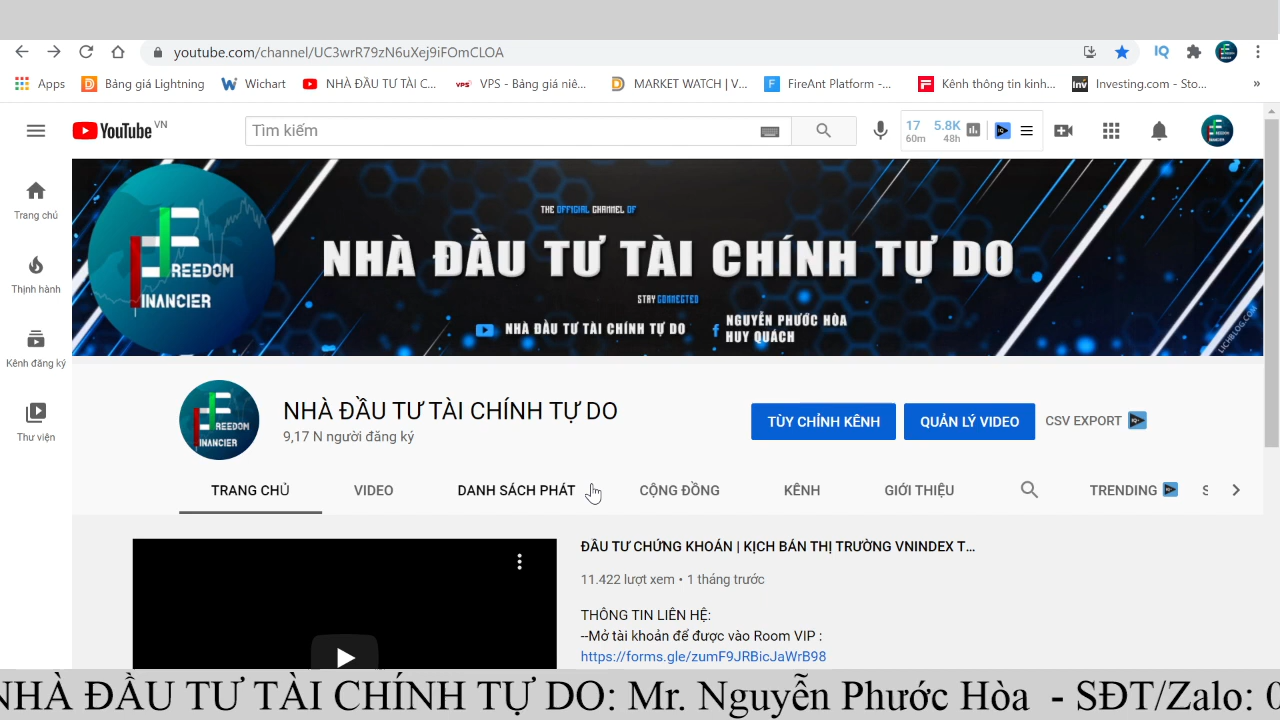 youtube.com/channel/UC3wrR79zN6uXej9iFOmCLOA
IQ
Apps Bảng giá Lightning Wichart NHÀ ĐẦU TƯ TÀI C... VPS - Bảng giá niê... MARKET WATCH | V... FireAnt Platform -... Kênh thông tin kinh... Investing.com - Sto... »
YouTube VN
Tìm kiếm
17 5.8K
60m 48h
Trang chủ
Thịnh hành
Kênh đăng ký
Thư viện
REEDOM
INANCIER
THE OFFICIAL CHANNEL OF
NHÀ ĐẦU TƯ TÀI CHÍNH TỰ DO
STAY CONNECTED
NHÀ ĐẦU TƯ TÀI CHÍNH TỰ DO
NGUYỄN PHƯỚC HÒA
HUY QUÁCH
LICHBLOG.COM
REEDOM
INANCIER
NHÀ ĐẦU TƯ TÀI CHÍNH TỰ DO
9,17 N người đăng ký
TÙY CHỈNH KÊNH QUẢN LÝ VIDEO CSV EXPORT
TRANG CHỦ VIDEO DANH SÁCH PHÁT CỘNG ĐỒNG KÊNH GIỚI THIỆU TRENDING S
ĐẦU TƯ CHỨNG KHOÁN | KỊCH BẢN THỊ TRƯỜNG VNINDEX T...
11.422 lượt xem • 1 tháng trước
THÔNG TIN LIÊN HỆ:
--Mở tài khoản để được vào Room VIP :
https://forms.gle/zumF9JRBicJaWrB98
NHÀ ĐẦU TƯ TÀI CHÍNH TỰ DO: Mr. Nguyễn Phước Hòa - SĐT/Zalo: 0